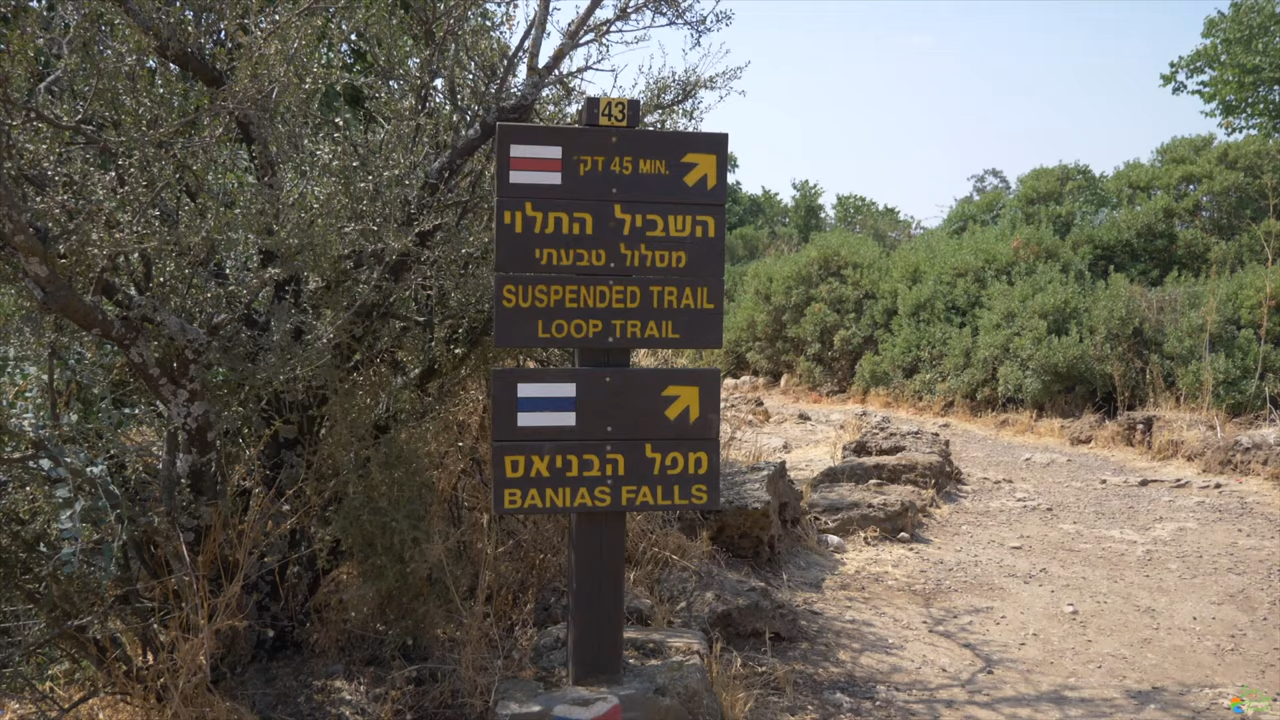 43
דק 45 MIN.
השביל התלוי
מסלול טבעתי
SUSPENDED TRAIL
LOOP TRAIL
מפל הבניאס
BANIAS FALLS